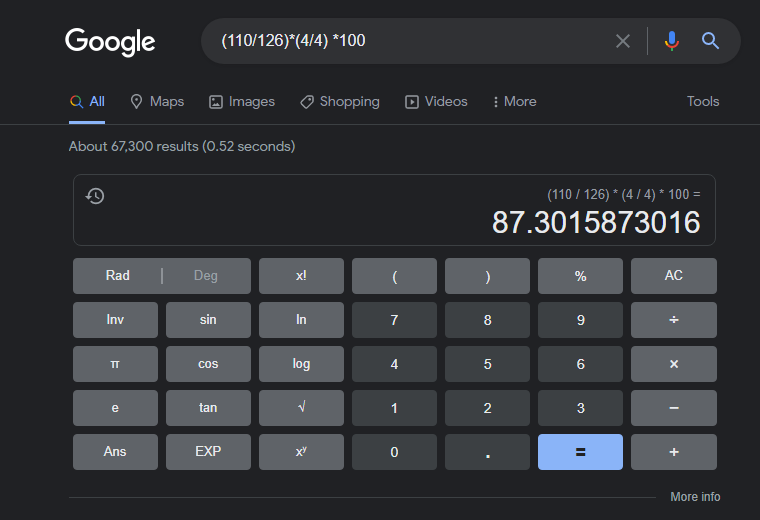 Google
(110/126)*(4/4) *100
All Maps Images Shopping Videos More Tools
About 67,300 results (0.52 seconds)
(110 / 126) * (4 / 4) * 100 =
87.3015873016
Rad | Deg x! ( ) % AC
Inv sin ln 7 8 9 ÷
π cos log 4 5 6 ×
e tan √ 1 2 3 −
Ans EXP xʸ 0 . = +
More info